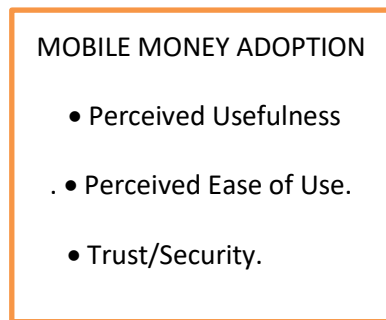 MOBILE MONEY ADOPTION
• Perceived Usefulness
. • Perceived Ease of Use.
• Trust/Security.